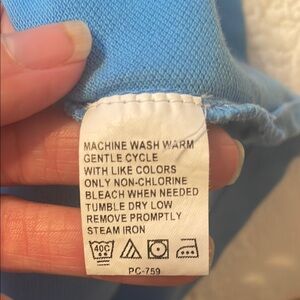 MACHINE WASH WARM
GENTLE CYCLE
WITH LIKE COLORS
ONLY NON-CHLORINE
BLEACH WHEN NEEDED
TUMBLE DRY LOW
REMOVE PROMPTLY
STEAM IRON
40C
PC-759